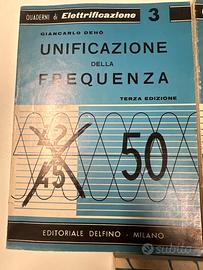 QUADERNI di Elettrificazione 3
GIANCARLO DEHÒ
UNIFICAZIONE
DELLA
FREQUENZA
TERZA EDIZIONE
42
45
50
EDITORIALE DELFINO - MILANO
subito